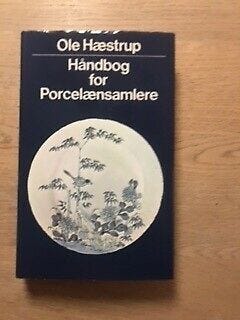 Ole Hæstrup
Håndbog
for
Porcelænsamlere